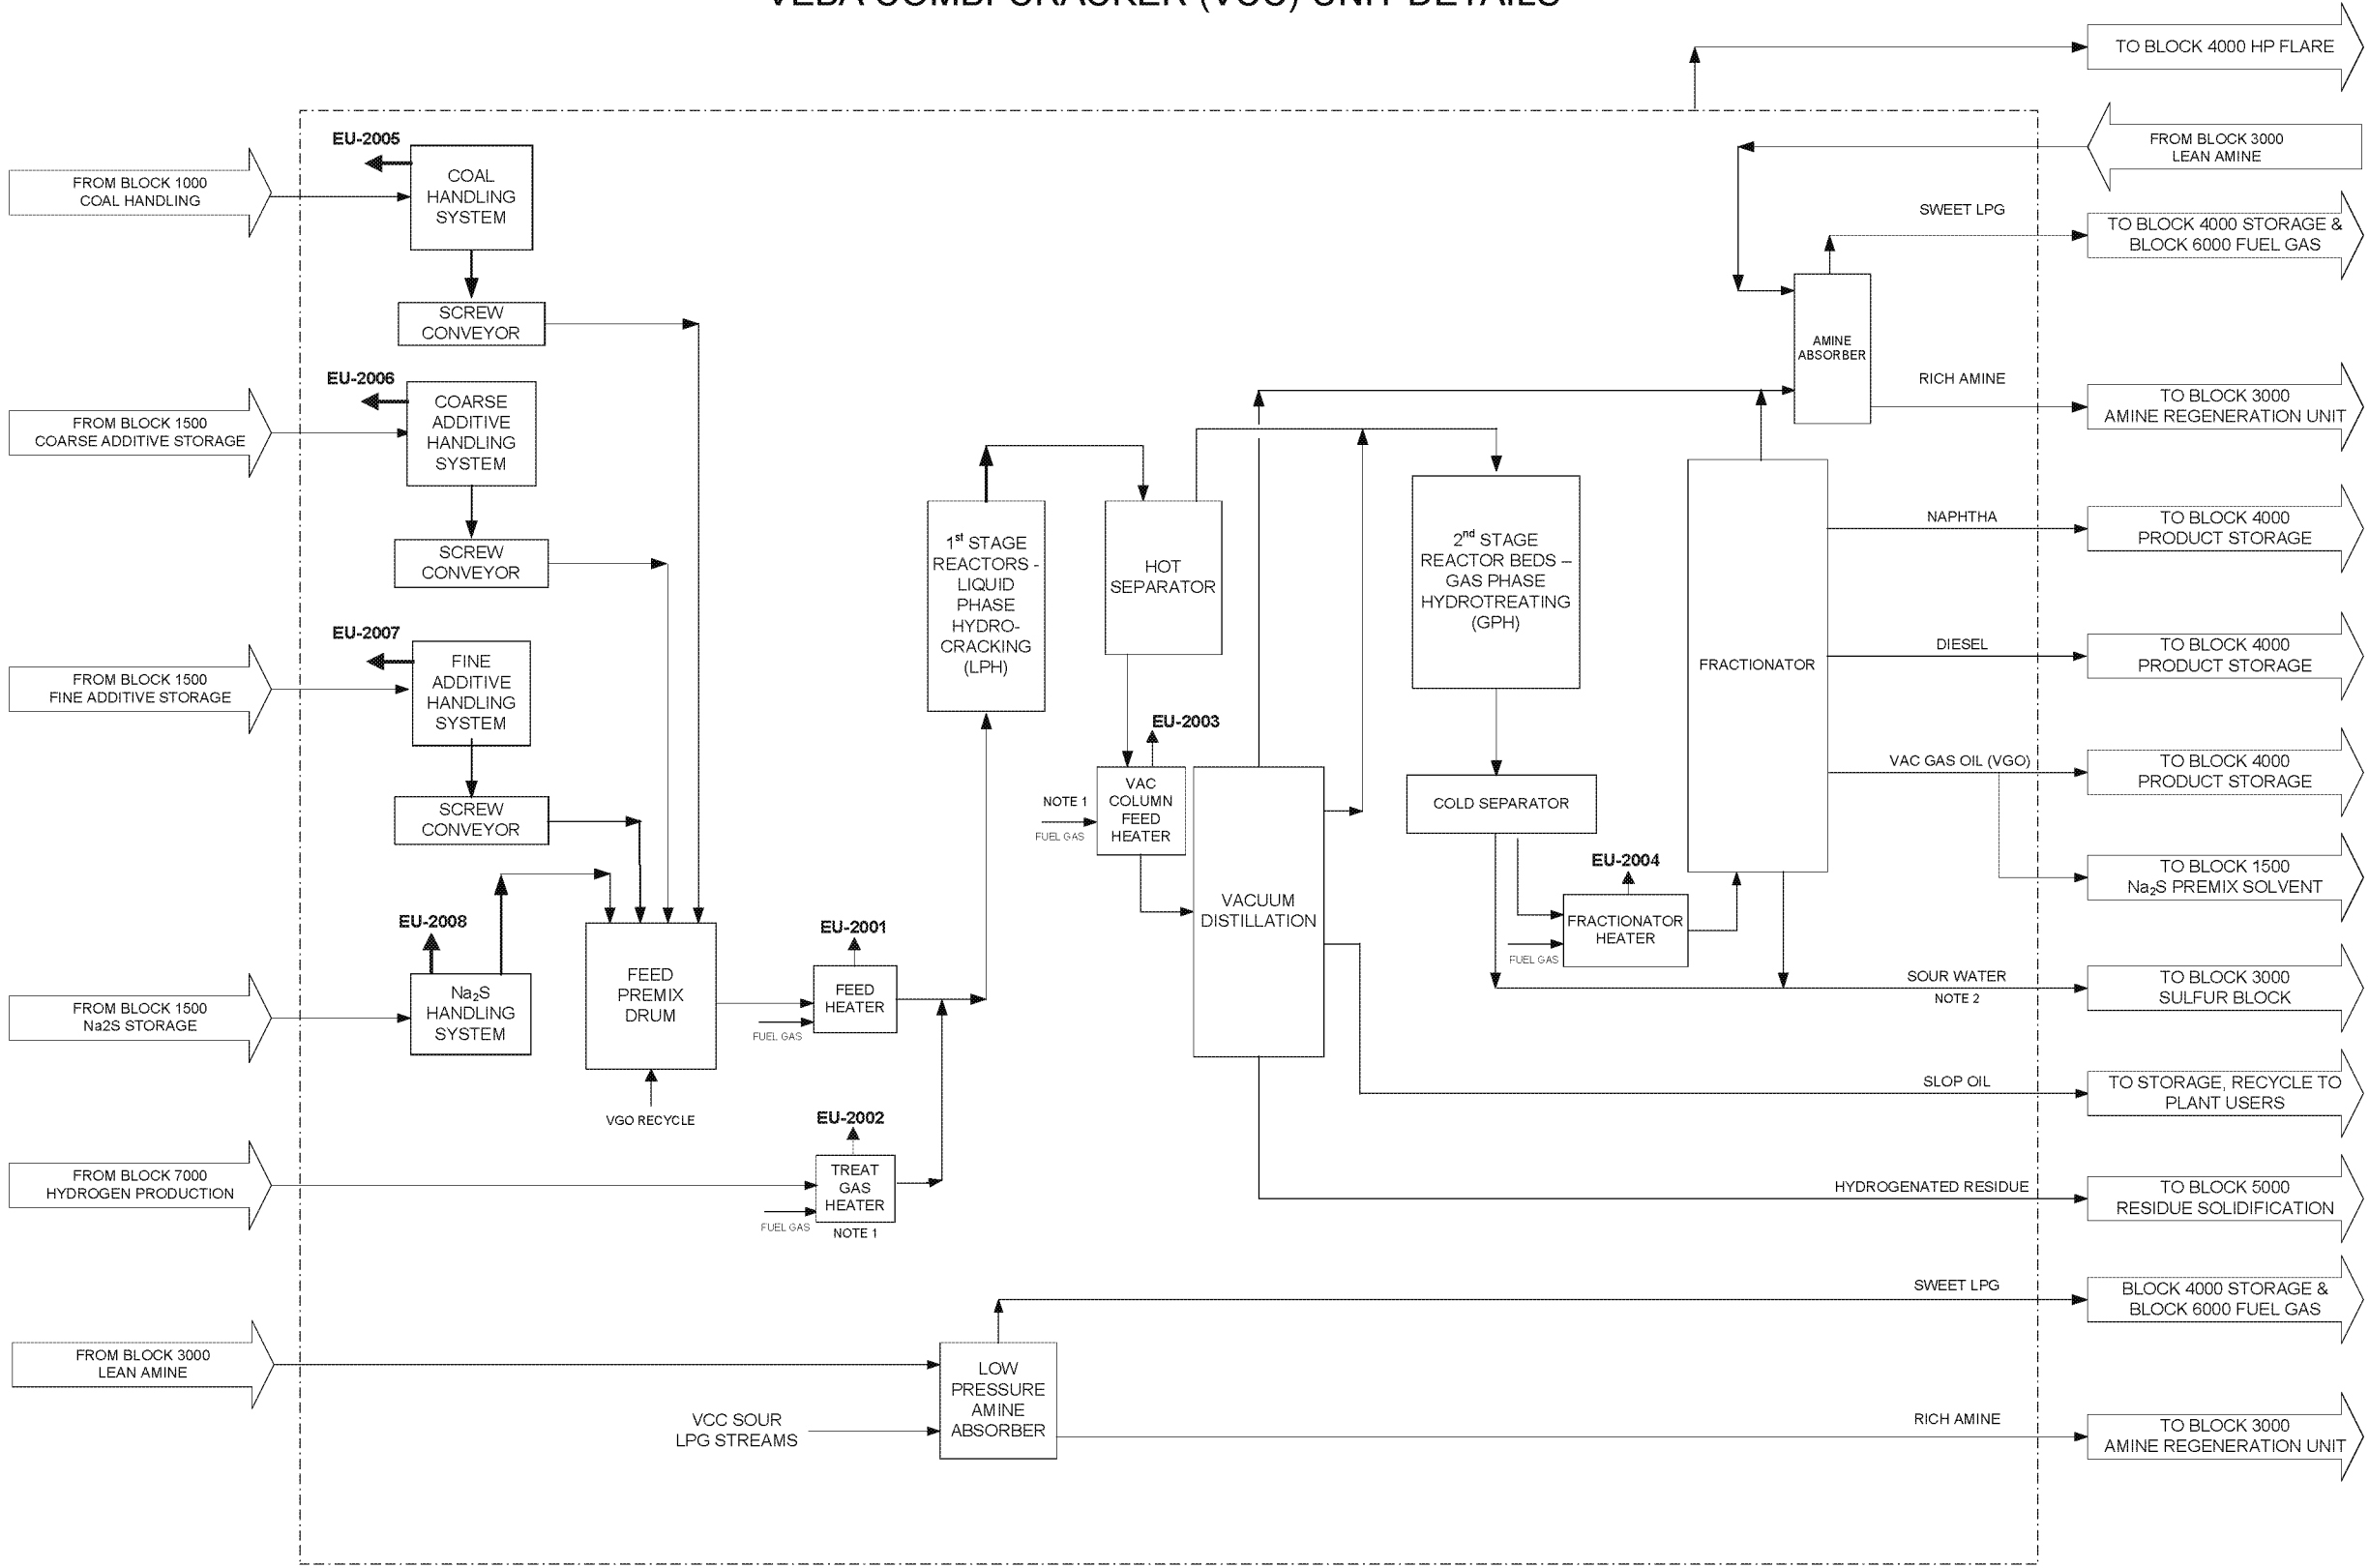 VEBA COMBI CRACKER (VCC) UNIT DETAILS
TO BLOCK 4000 HP FLARE
FROM BLOCK 3000
LEAN AMINE
SWEET LPG
TO BLOCK 4000 STORAGE &
BLOCK 6000 FUEL GAS
AMINE
ABSORBER
RICH AMINE
TO BLOCK 3000
AMINE REGENERATION UNIT
EU-2005
FROM BLOCK 1000
COAL HANDLING
COAL
HANDLING
SYSTEM
SCREW
CONVEYOR
EU-2006
FROM BLOCK 1500
COARSE ADDITIVE STORAGE
COARSE
ADDITIVE
HANDLING
SYSTEM
SCREW
CONVEYOR
EU-2007
FROM BLOCK 1500
FINE ADDITIVE STORAGE
FINE
ADDITIVE
HANDLING
SYSTEM
SCREW
CONVEYOR
EU-2008
FROM BLOCK 1500
Na2S STORAGE
Na₂S
HANDLING
SYSTEM
FEED
PREMIX
DRUM
VGO RECYCLE
EU-2001
FEED
HEATER
FUEL GAS
FROM BLOCK 7000
HYDROGEN PRODUCTION
EU-2002
TREAT
GAS
HEATER
FUEL GAS
NOTE 1
1st STAGE
REACTORS -
LIQUID
PHASE
HYDRO-
CRACKING
(LPH)
HOT
SEPARATOR
EU-2003
NOTE 1
FUEL GAS
VAC
COLUMN
FEED
HEATER
VACUUM
DISTILLATION
2nd STAGE
REACTOR BEDS –
GAS PHASE
HYDROTREATING
(GPH)
COLD SEPARATOR
EU-2004
FRACTIONATOR
HEATER
FUEL GAS
FRACTIONATOR
NAPHTHA
TO BLOCK 4000
PRODUCT STORAGE
DIESEL
TO BLOCK 4000
PRODUCT STORAGE
VAC GAS OIL (VGO)
TO BLOCK 4000
PRODUCT STORAGE
TO BLOCK 1500
Na₂S PREMIX SOLVENT
SOUR WATER
NOTE 2
TO BLOCK 3000
SULFUR BLOCK
SLOP OIL
TO STORAGE, RECYCLE TO
PLANT USERS
HYDROGENATED RESIDUE
TO BLOCK 5000
RESIDUE SOLIDIFICATION
SWEET LPG
BLOCK 4000 STORAGE &
BLOCK 6000 FUEL GAS
FROM BLOCK 3000
LEAN AMINE
LOW
PRESSURE
AMINE
ABSORBER
VCC SOUR
LPG STREAMS
RICH AMINE
TO BLOCK 3000
AMINE REGENERATION UNIT